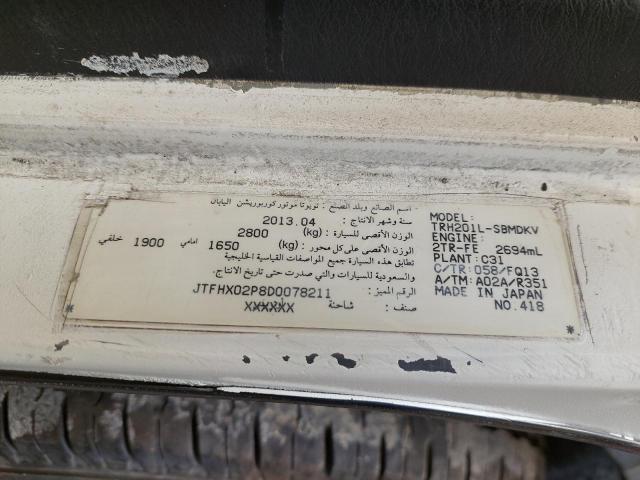 اسم الصانع وبلد الصنع : تويوتا موتور كوربوريشن اليابان
سنة وشهر الانتاج : 2013.04
الوزن الأقصى للسيارة : (kg) 2800
الوزن الأقصى على كل محور : (kg) 1650 امامي 1900 خلفي
تطابق هذه السيارة جميع المواصفات القياسية الخليجية
والسعودية للسيارات والتي صدرت حتى تاريخ الانتاج.
الرقم المميز : JTFHX02P8D0078211
صنف : شاحنة XXXXXX
MODEL:
TRH201L-SBMDKV
ENGINE:
2TR-FE 2694mL
PLANT: C31
C/TR: 058/FQ13
A/TM: A02A/R351
MADE IN JAPAN
NO.418